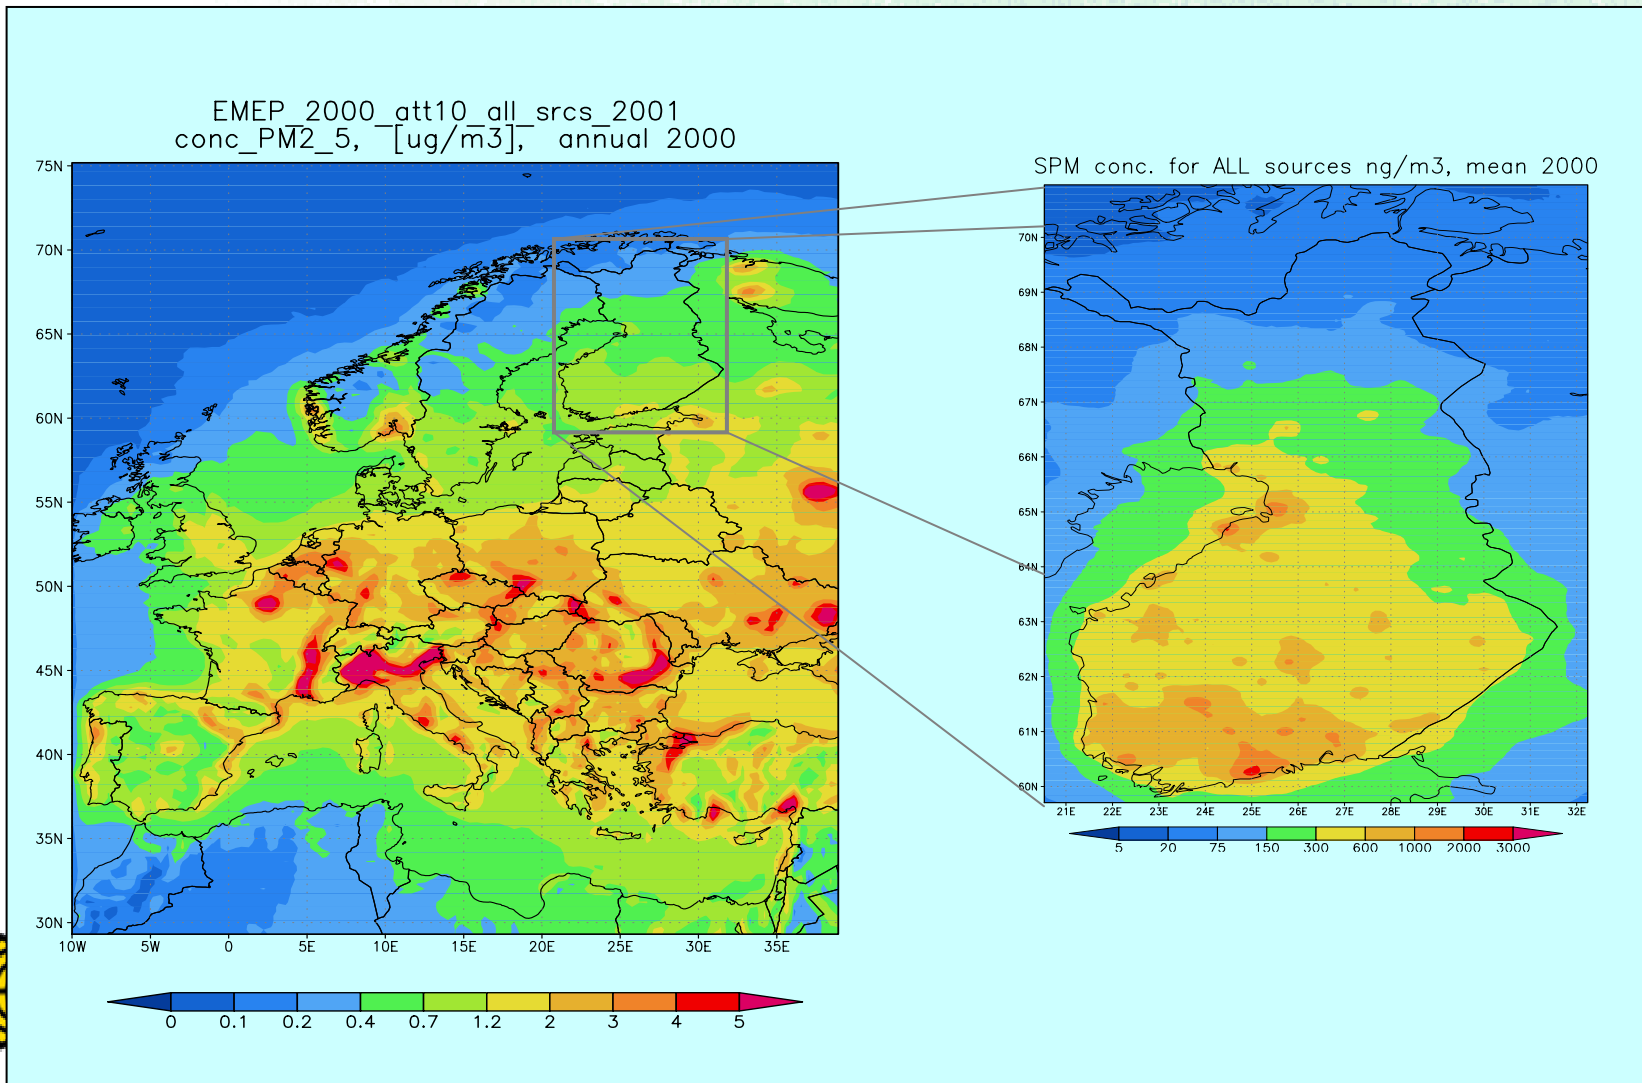 EMEP_2000_att10_all_srcs_2001
conc_PM2_5, [ug/m3], annual 2000
75N
70N
65N
60N
55N
50N
45N
40N
35N
30N
10W 5W 0 5E 10E 15E 20E 25E 30E 35E
0 0.1 0.2 0.4 0.7 1.2 2 3 4 5
SPM conc. for ALL sources ng/m3, mean 2000
70N
69N
68N
67N
66N
65N
64N
63N
62N
61N
60N
21E 22E 23E 24E 25E 26E 27E 28E 29E 30E 31E 32E
5 20 75 150 300 600 1000 2000 3000